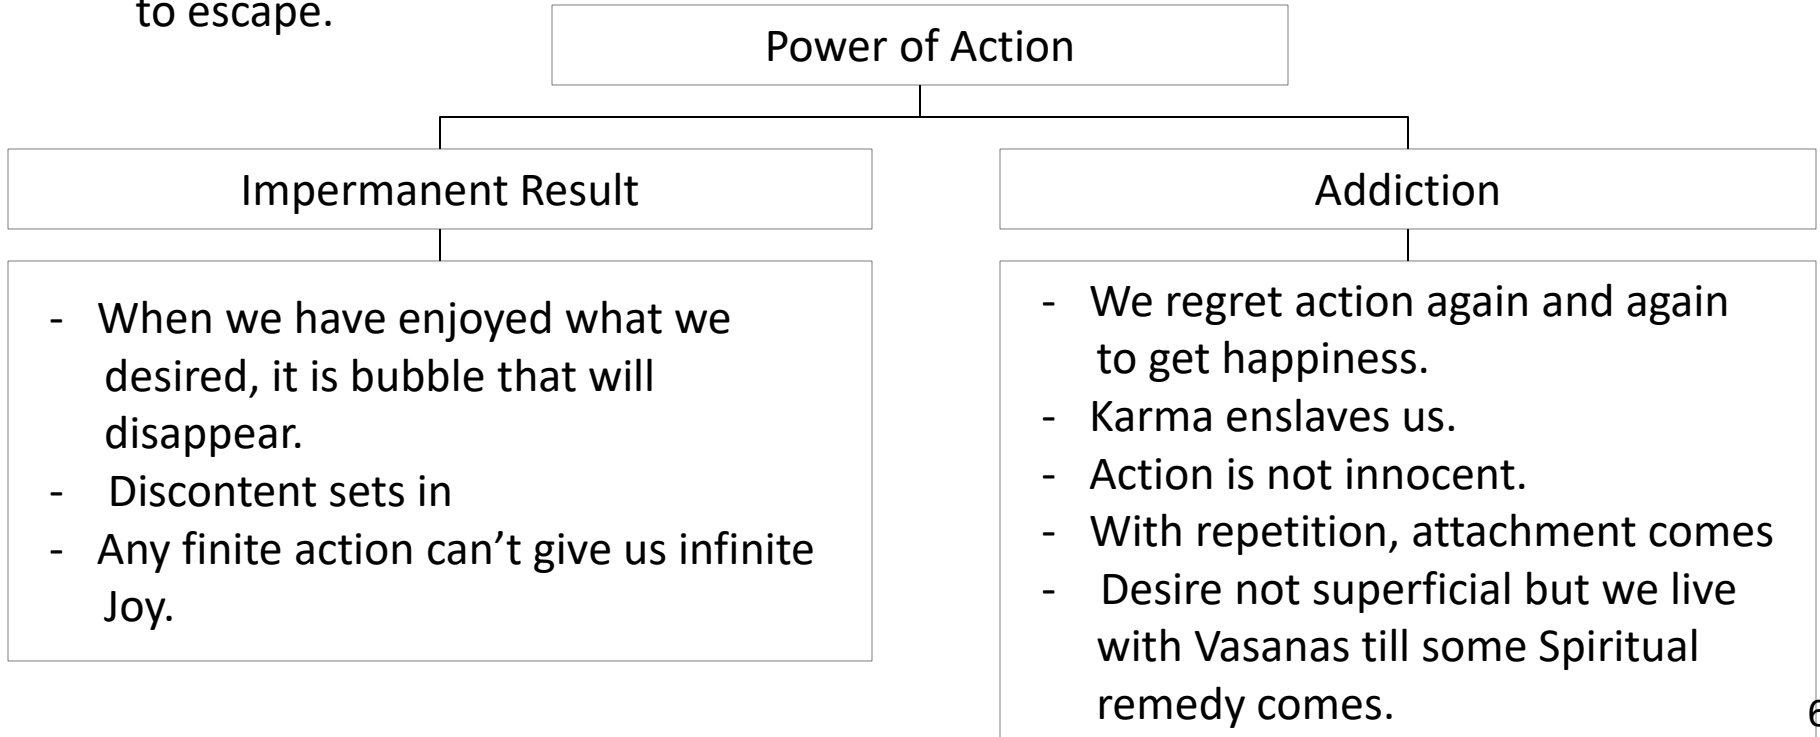 to escape.
Power of Action
Impermanent Result
- When we have enjoyed what we
desired, it is bubble that will
disappear.
- Discontent sets in
- Any finite action can’t give us infinite
Joy.
Addiction
- We regret action again and again
to get happiness.
- Karma enslaves us.
- Action is not innocent.
- With repetition, attachment comes
- Desire not superficial but we live
with Vasanas till some Spiritual
remedy comes.